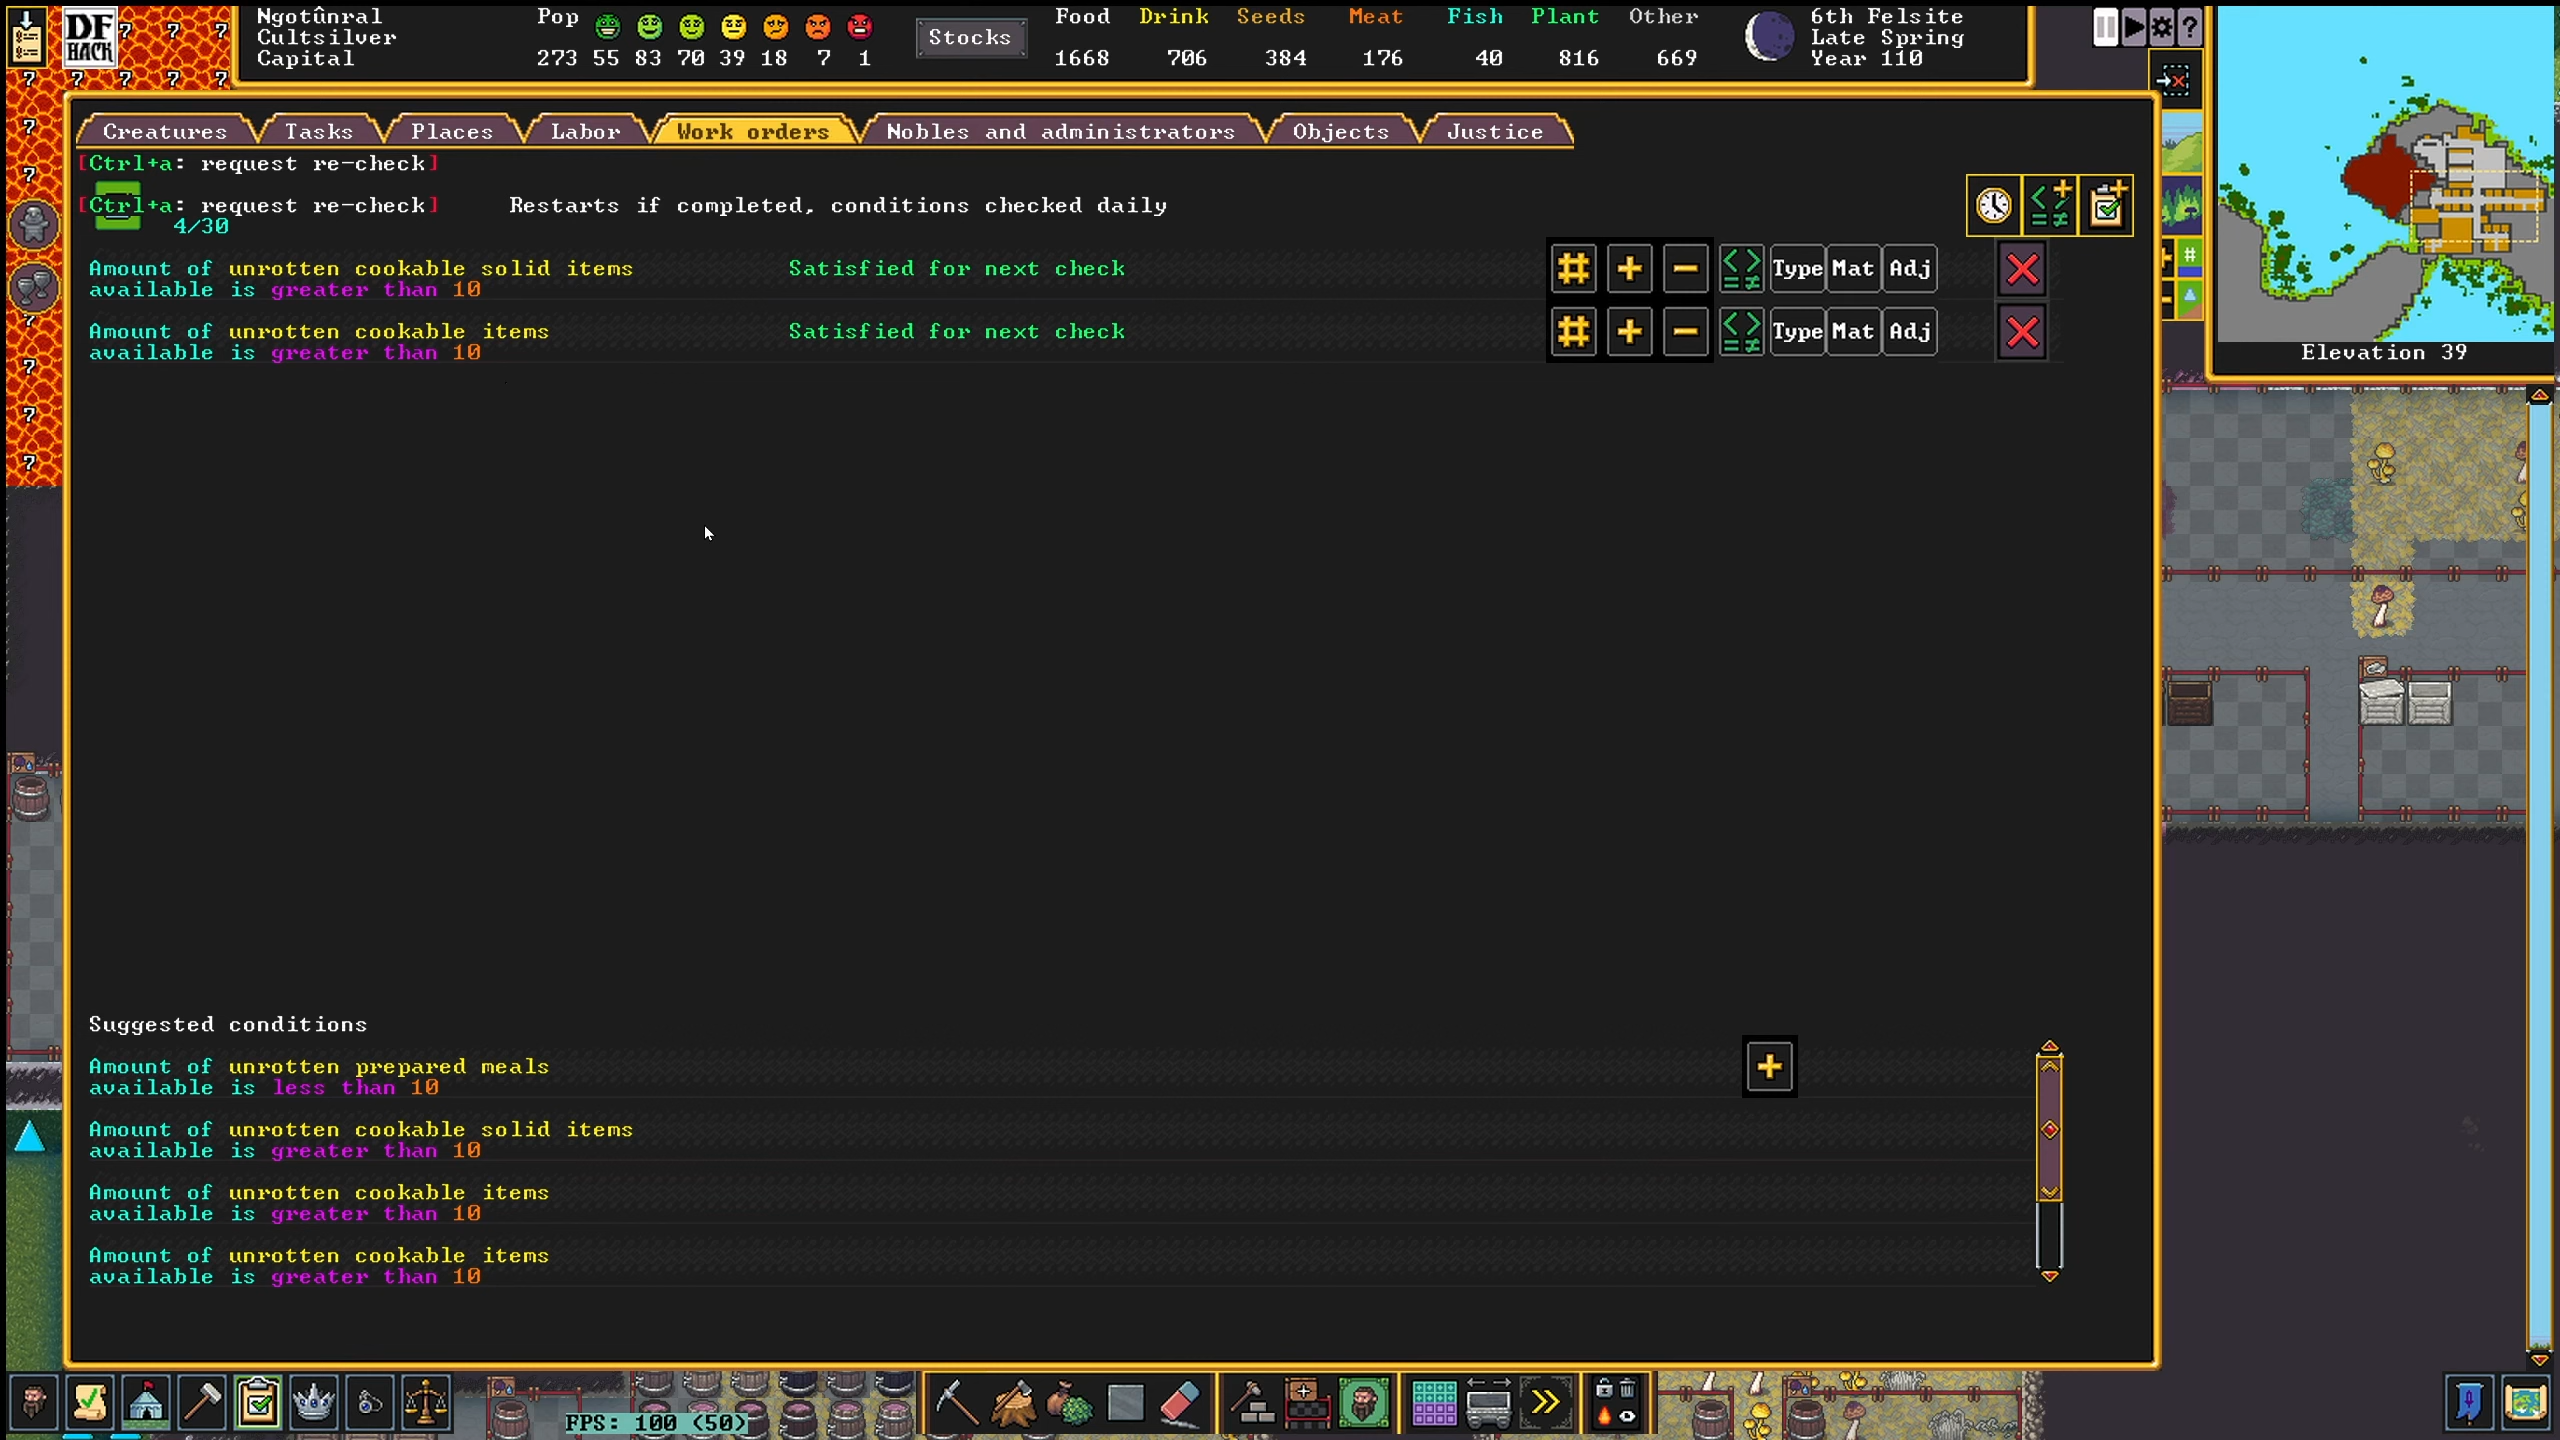 DF
HACK
Ngotûnral
Cultsilver
Capital
Pop
273 55 83 70 39 18 7 1
Stocks
Food Drink Seeds Meat Fish Plant Other
1668 706 384 176 40 816 669
6th Felsite
Late Spring
Year 110
Creatures Tasks Places Labor Work orders Nobles and administrators Objects Justice
[Ctrl+a: request re-check]
[Ctrl+a: request re-check] Restarts if completed, conditions checked daily
4/30
Amount of unrotten cookable solid items Satisfied for next check
available is greater than 10
Type Mat Adj
Amount of unrotten cookable items Satisfied for next check
available is greater than 10
Type Mat Adj
Elevation 39
Suggested conditions
Amount of unrotten prepared meals
available is less than 10
Amount of unrotten cookable solid items
available is greater than 10
Amount of unrotten cookable items
available is greater than 10
Amount of unrotten cookable items
available is greater than 10
FPS: 100 (50)